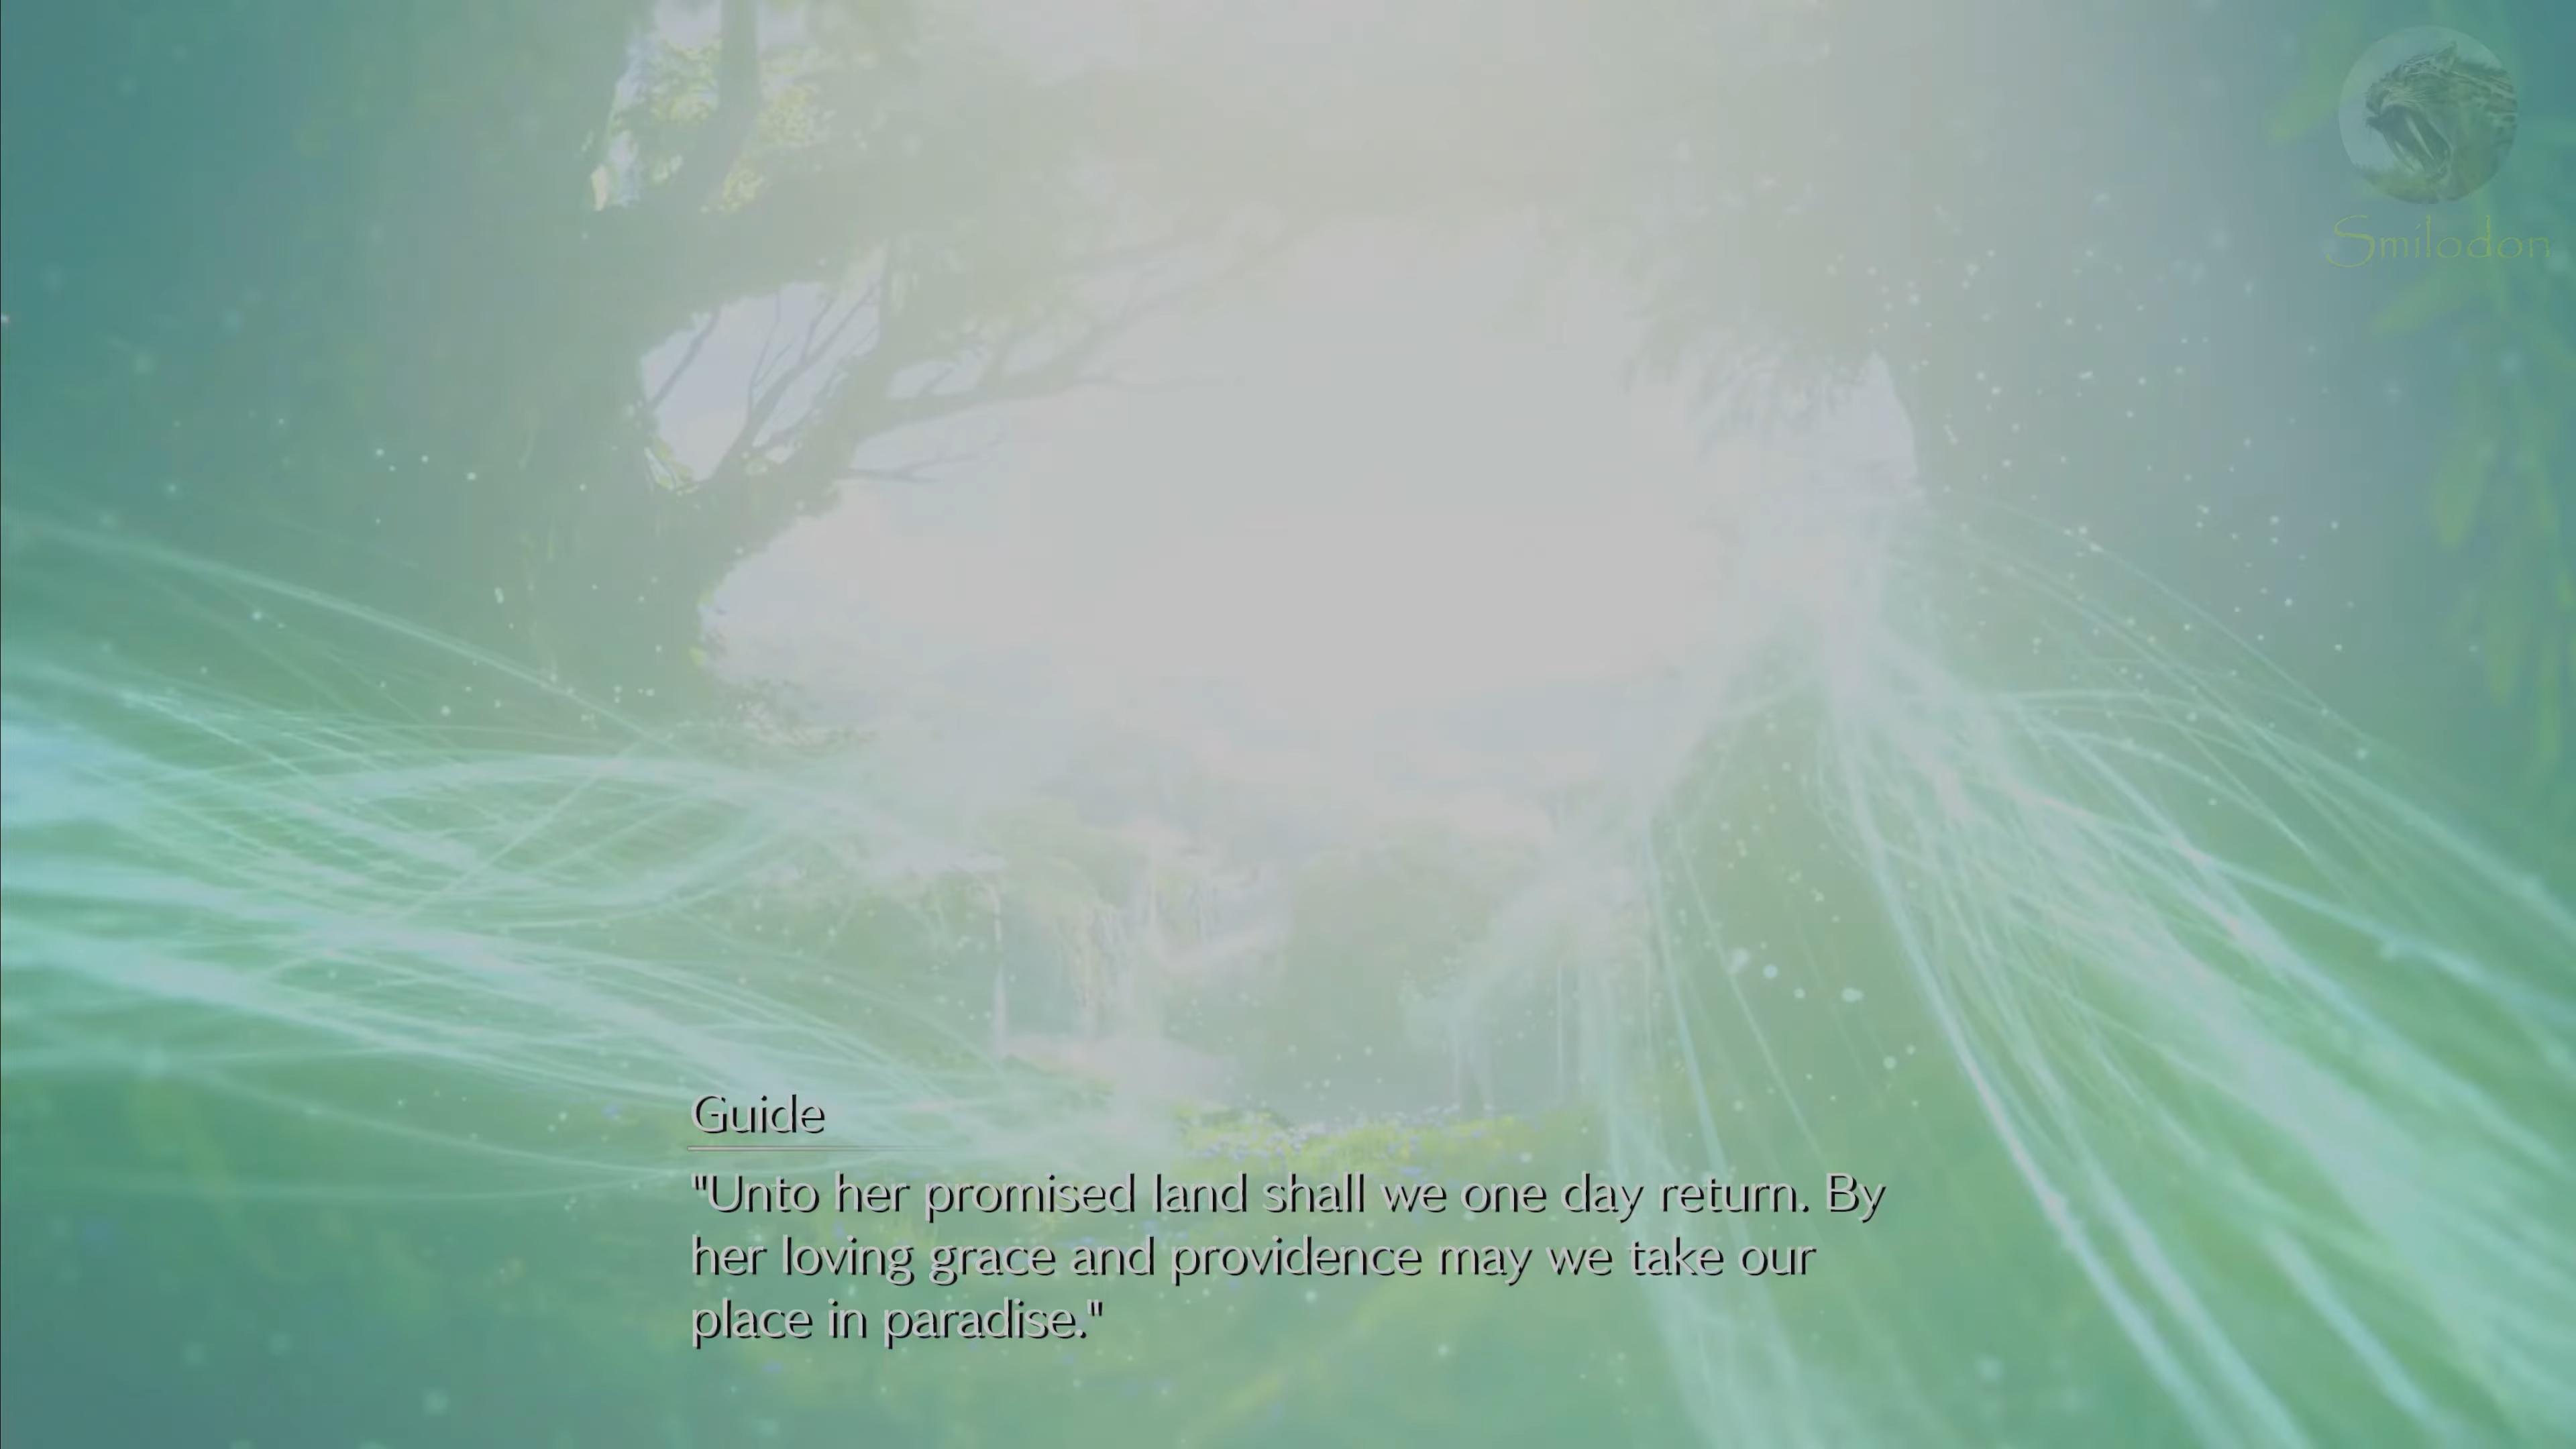 Smilodon
Guide
"Unto her promised land shall we one day return. By
her loving grace and providence may we take our
place in paradise."